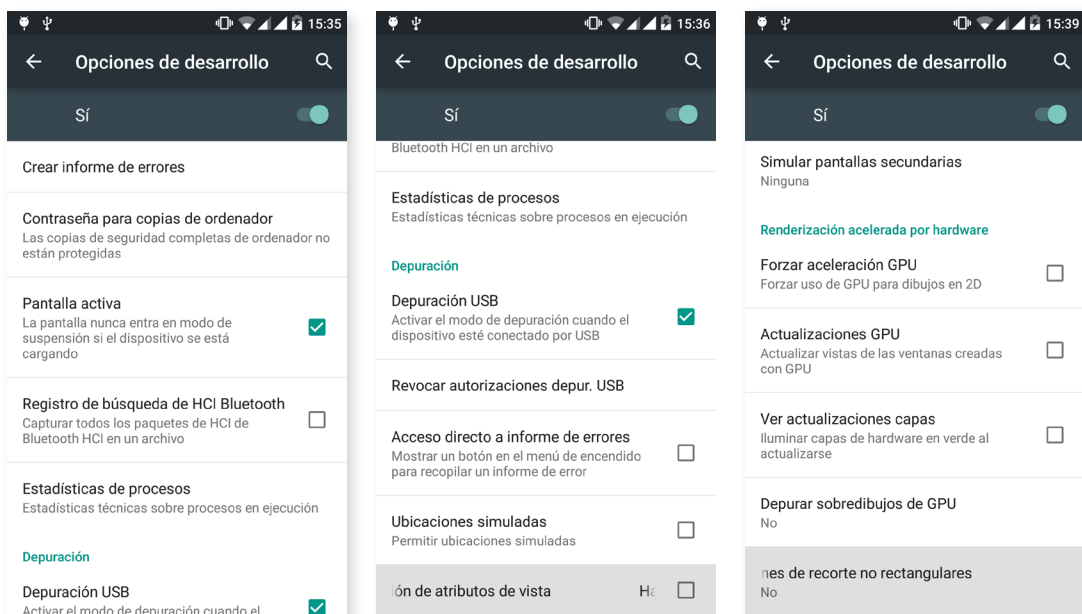 15:35
Opciones de desarrollo
Sí
Crear informe de errores
Contraseña para copias de ordenador
Las copias de seguridad completas de ordenador no
están protegidas
Pantalla activa
La pantalla nunca entra en modo de
suspensión si el dispositivo se está
cargando
Registro de búsqueda de HCI Bluetooth
Capturar todos los paquetes de HCI de
Bluetooth HCI en un archivo
Estadísticas de procesos
Estadísticas técnicas sobre procesos en ejecución
Depuración
Depuración USB
Activar el modo de depuración cuando el
15:36
Opciones de desarrollo
Sí
Bluetooth HCI en un archivo
Estadísticas de procesos
Estadísticas técnicas sobre procesos en ejecución
Depuración
Depuración USB
Activar el modo de depuración cuando el
dispositivo esté conectado por USB
Revocar autorizaciones depur. USB
Acceso directo a informe de errores
Mostrar un botón en el menú de encendido
para recopilar un informe de error
Ubicaciones simuladas
Permitir ubicaciones simuladas
ión de atributos de vista Ha
15:39
Opciones de desarrollo
Sí
Simular pantallas secundarias
Ninguna
Renderización acelerada por hardware
Forzar aceleración GPU
Forzar uso de GPU para dibujos en 2D
Actualizaciones GPU
Actualizar vistas de las ventanas creadas
con GPU
Ver actualizaciones capas
Iluminar capas de hardware en verde al
actualizarse
Depurar sobredibujos de GPU
No
nes de recorte no rectangulares
No